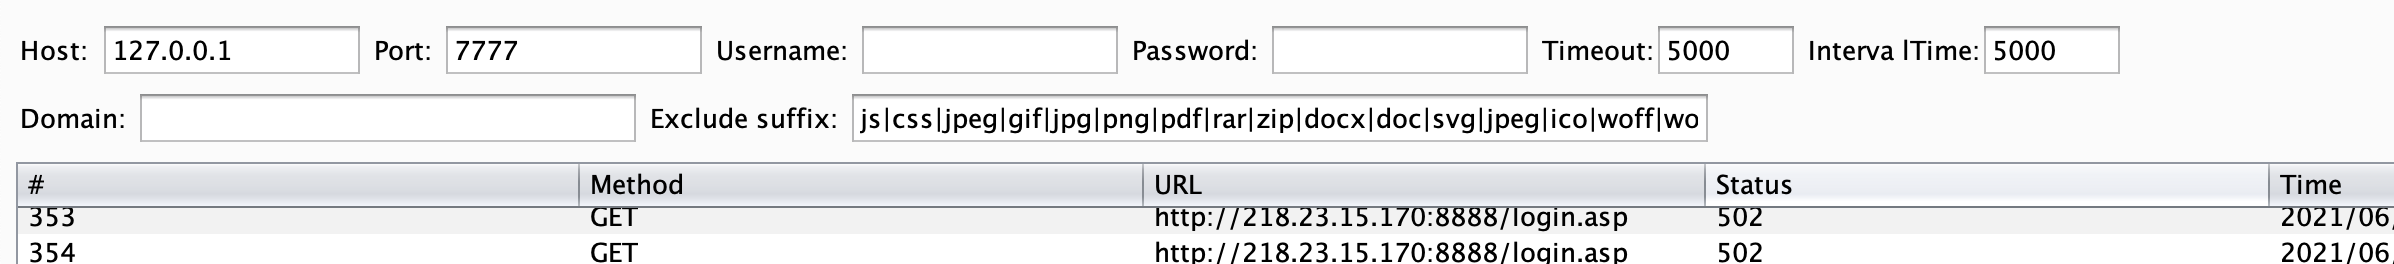 Host: 127.0.0.1 Port: 7777 Username: Password: Timeout: 5000 Interva lTime: 5000
Domain: Exclude suffix: js|css|jpeg|gif|jpg|png|pdf|rar|zip|docx|doc|svg|jpeg|ico|woff|wo
# Method URL Status Time
353 GET http://218.23.15.170:8888/login.asp 502 2021/06
354 GET http://218.23.15.170:8888/login.asp 502 2021/06